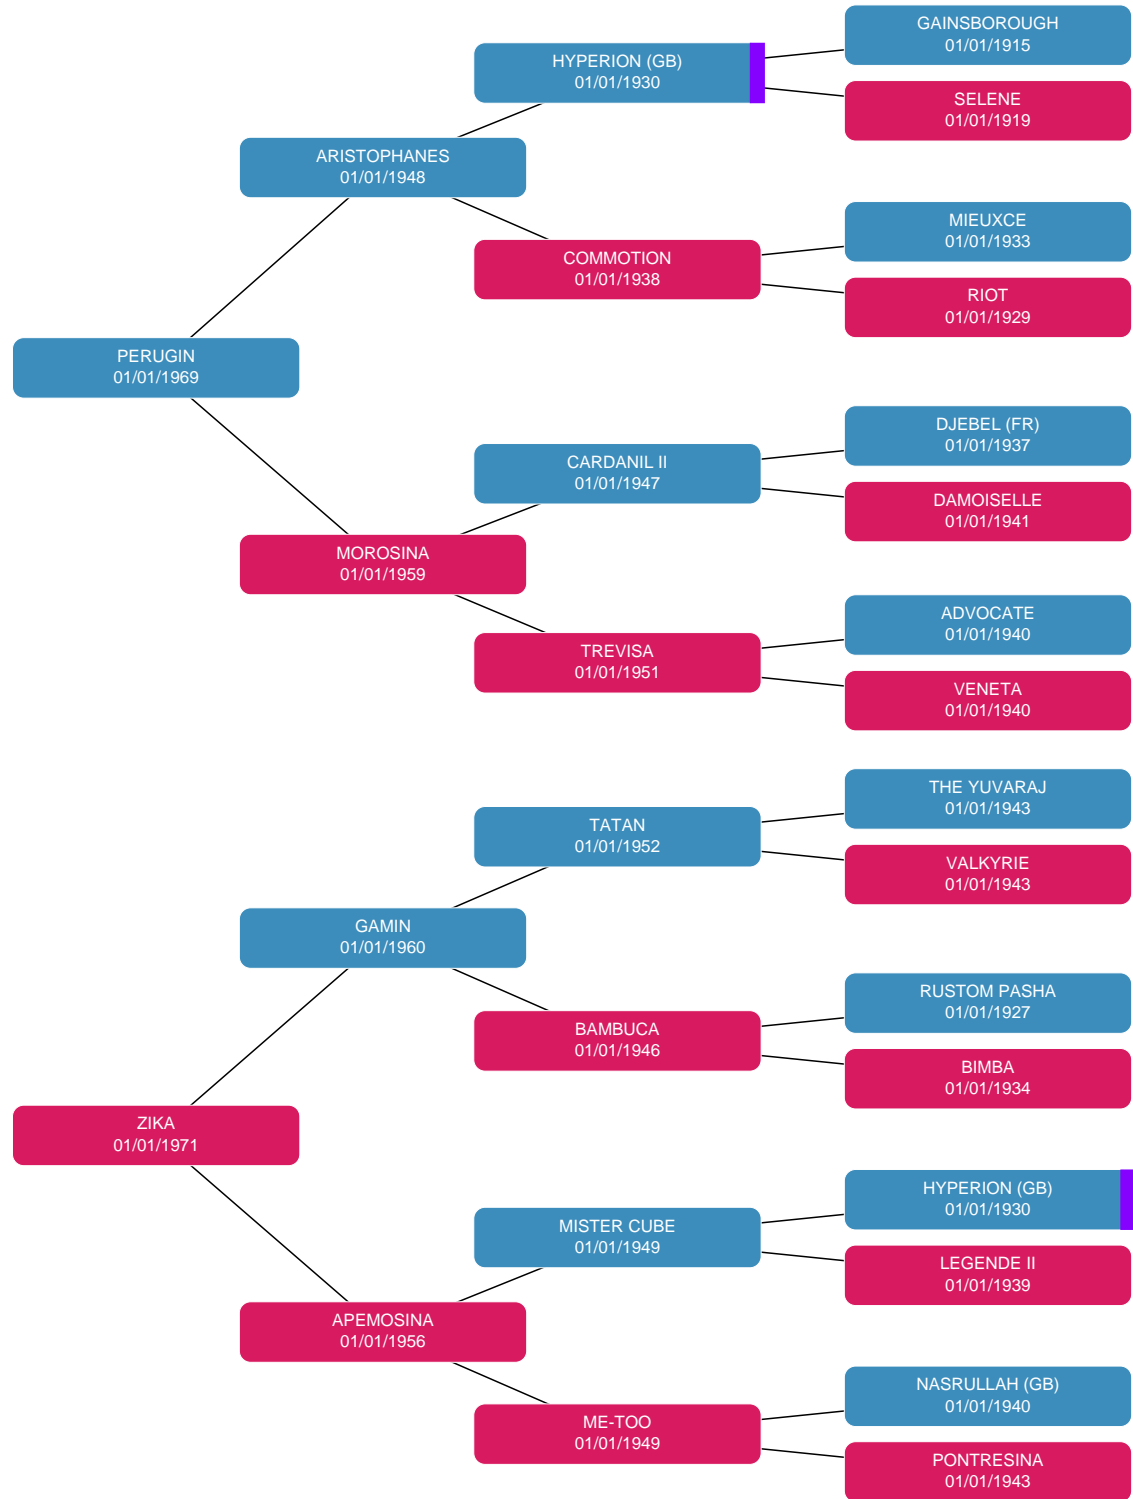 GAINSBOROUGH
01/01/1915
HYPERION (GB)
01/01/1930
SELENE
01/01/1919
ARISTOPHANES
01/01/1948
MIEUXCE
01/01/1933
COMMOTION
01/01/1938
RIOT
01/01/1929
PERUGIN
01/01/1969
DJEBEL (FR)
01/01/1937
CARDANIL II
01/01/1947
DAMOISELLE
01/01/1941
MOROSINA
01/01/1959
ADVOCATE
01/01/1940
TREVISA
01/01/1951
VENETA
01/01/1940
THE YUVARAJ
01/01/1943
TATAN
01/01/1952
VALKYRIE
01/01/1943
GAMIN
01/01/1960
RUSTOM PASHA
01/01/1927
BAMBUCA
01/01/1946
BIMBA
01/01/1934
ZIKA
01/01/1971
HYPERION (GB)
01/01/1930
MISTER CUBE
01/01/1949
LEGENDE II
01/01/1939
APEMOSINA
01/01/1956
NASRULLAH (GB)
01/01/1940
ME-TOO
01/01/1949
PONTRESINA
01/01/1943